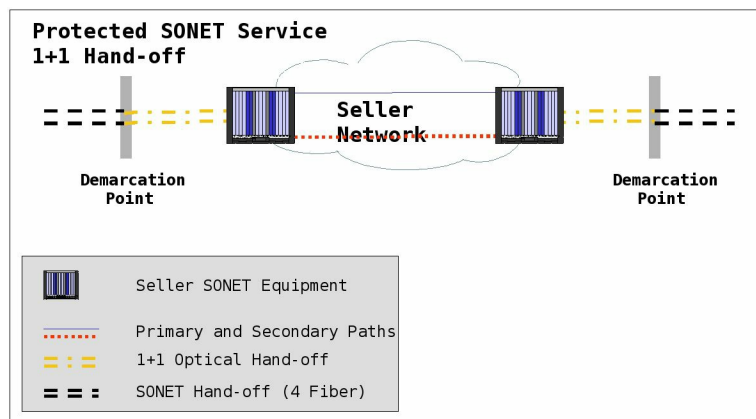 Protected SONET Service
1+1 Hand-off
Seller
Network
Demarcation
Point
Demarcation
Point
Seller SONET Equipment
Primary and Secondary Paths
1+1 Optical Hand-off
SONET Hand-off (4 Fiber)